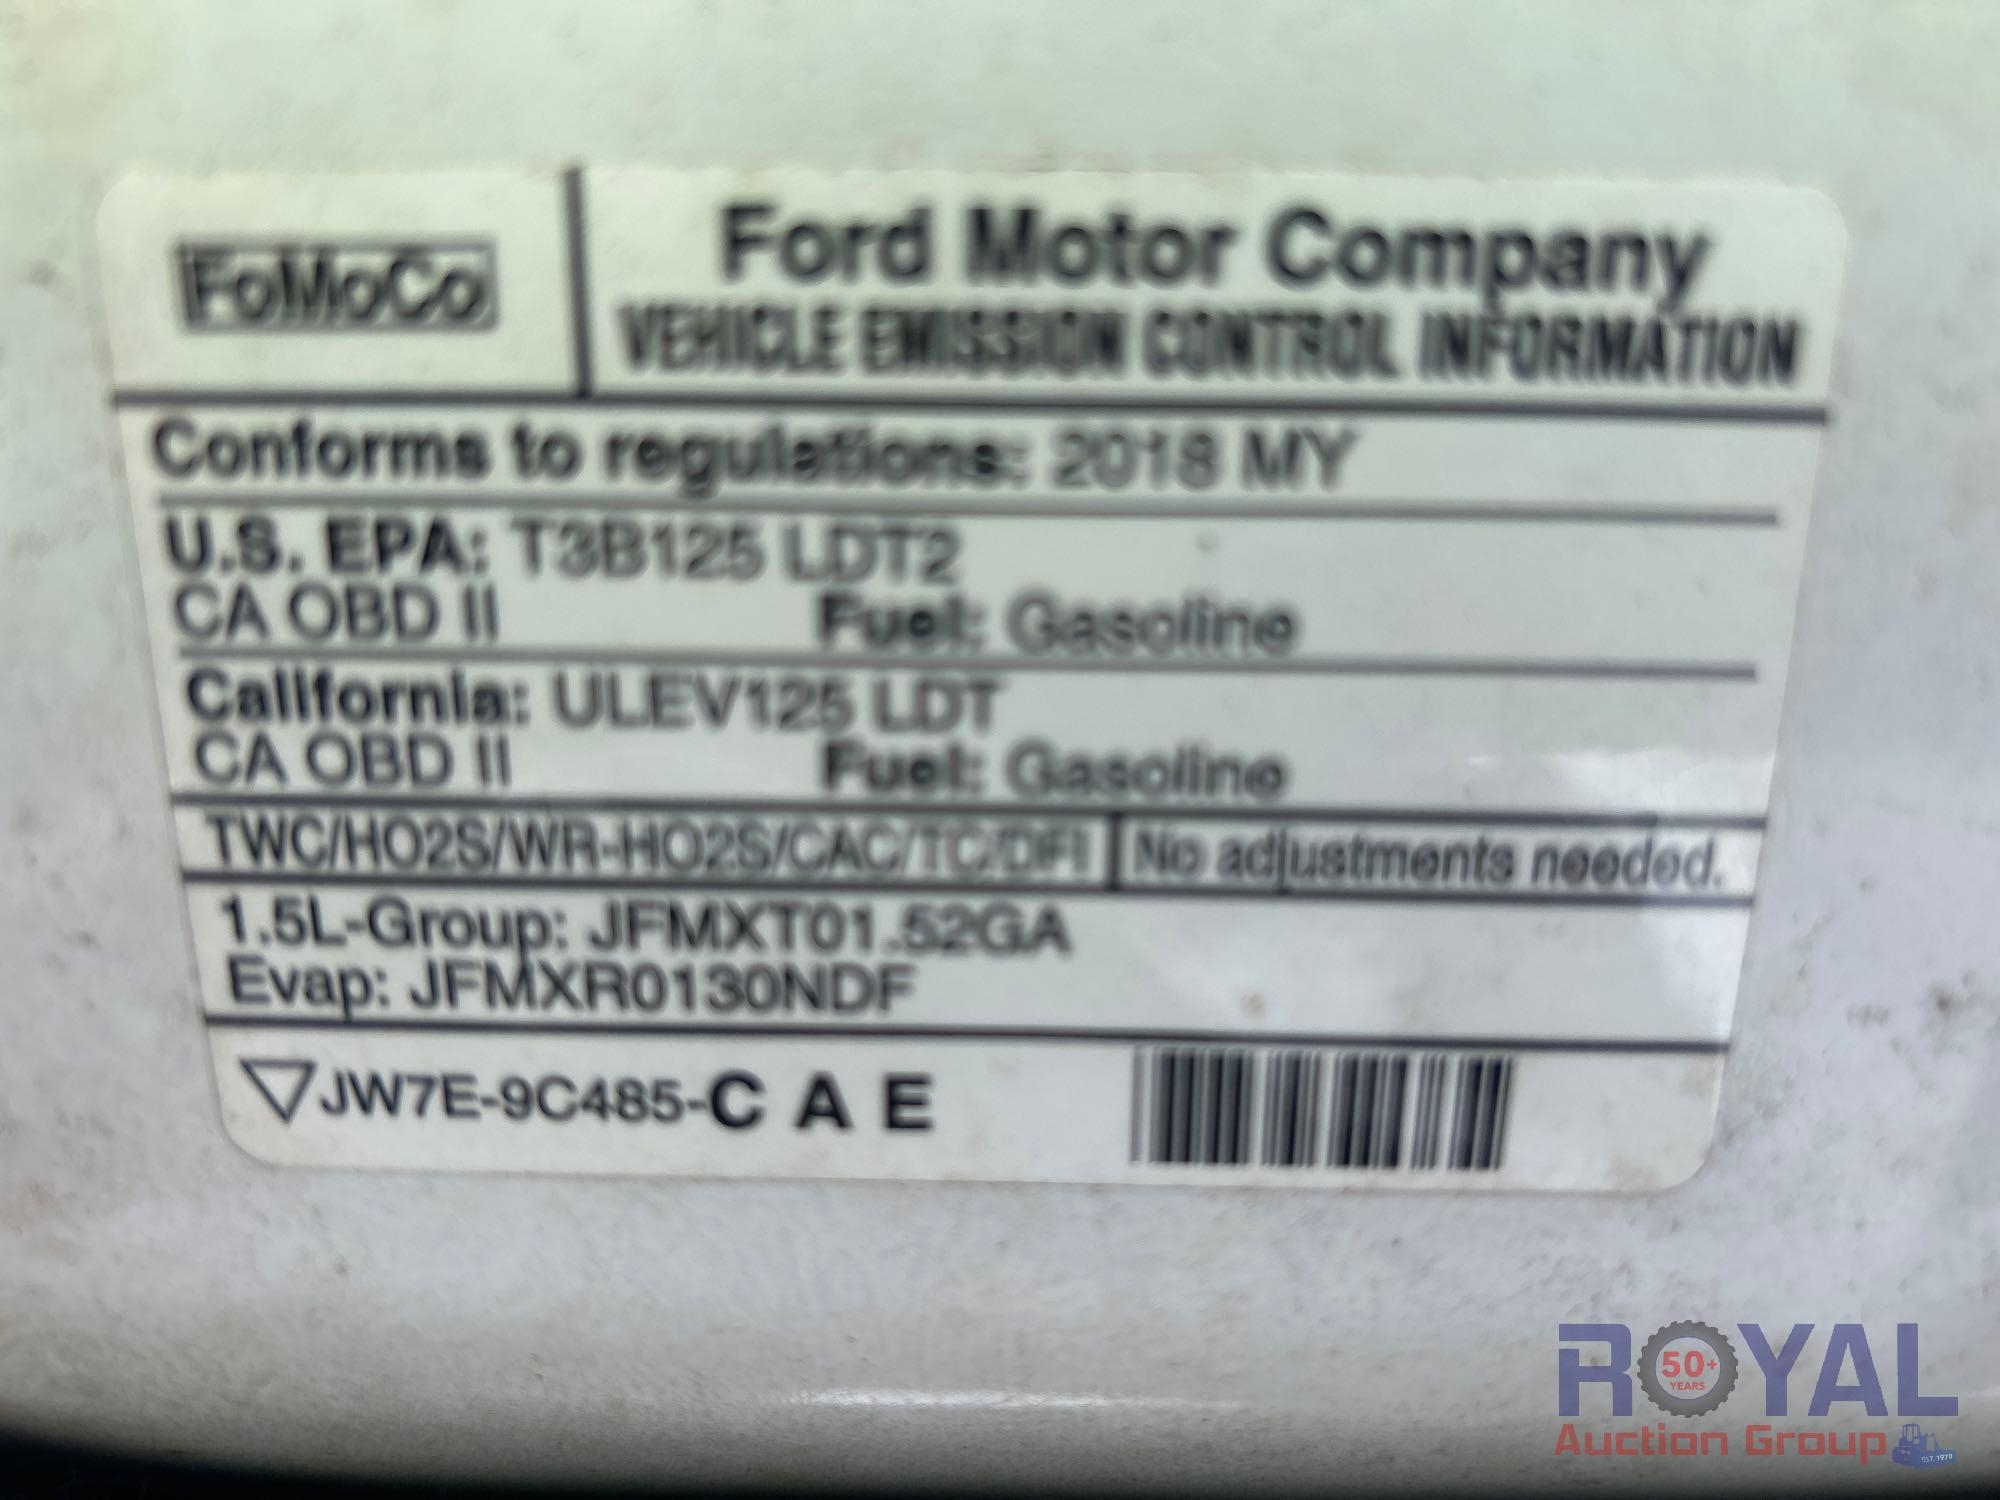 FoMoCo
Ford Motor Company
VEHICLE EMISSION CONTROL INFORMATION
Conforms to regulations: 2018 MY
U.S. EPA: T3B125 LDT2
CA OBD II Fuel: Gasoline
California: ULEV125 LDT
CA OBD II Fuel: Gasoline
TWC/HO2S/WR-HO2S/CAC/TC/DFI No adjustments needed.
1.5L-Group: JFMXT01.52GA
Evap: JFMXR0130NDF
JW7E-9C485-C A E
ROYAL
50+
YEARS
Auction Group
EST. 1970